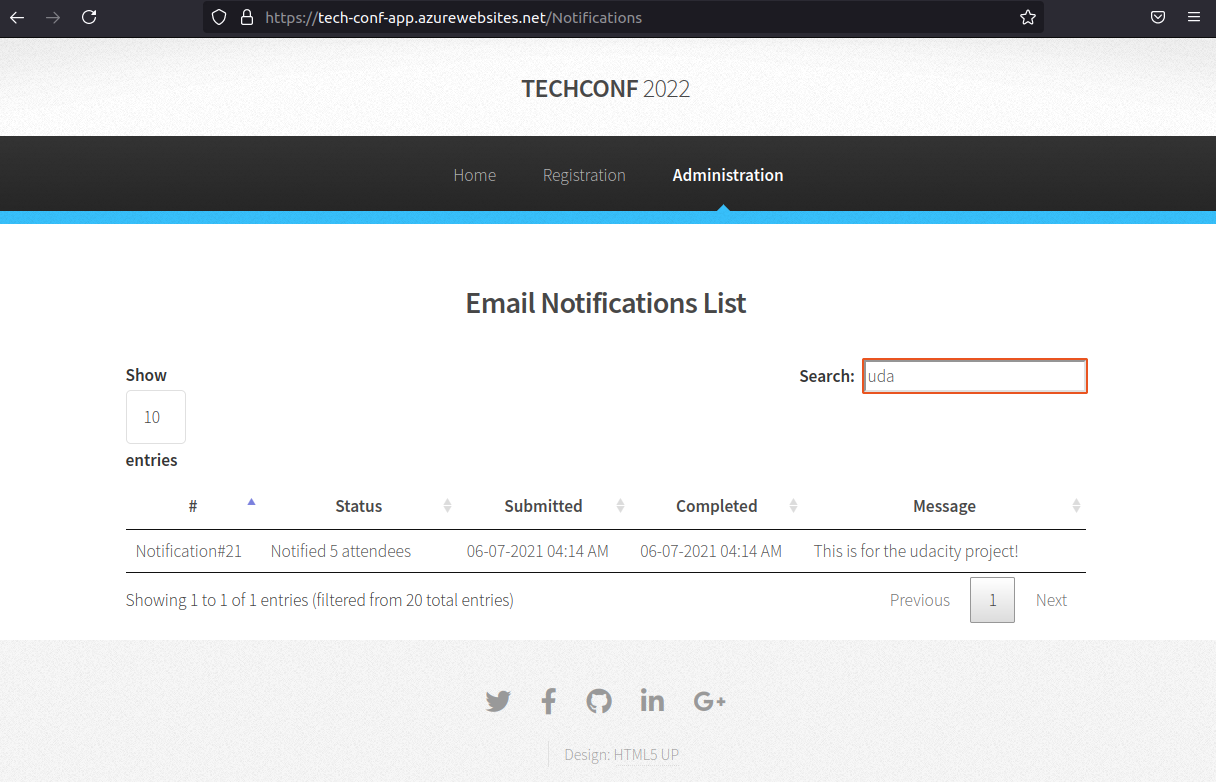 https://tech-conf-app.azurewebsites.net/Notifications
TECHCONF 2022
Home Registration Administration
Email Notifications List
Show
10
entries
Search: uda
# Status Submitted Completed Message
Notification#21 Notified 5 attendees 06-07-2021 04:14 AM 06-07-2021 04:14 AM This is for the udacity project!
Showing 1 to 1 of 1 entries (filtered from 20 total entries)
Previous 1 Next
Design: HTML5 UP